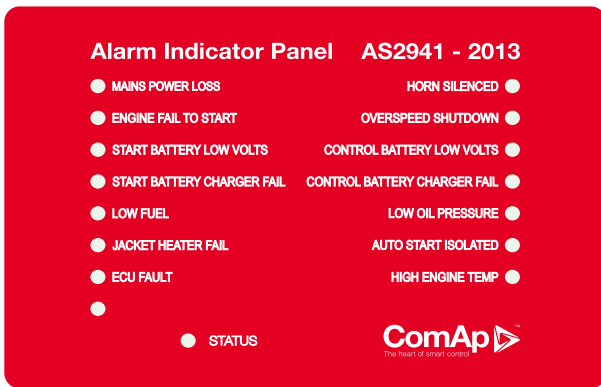 Alarm Indicator Panel AS2941 - 2013
MAINS POWER LOSS HORN SILENCED
ENGINE FAIL TO START OVERSPEED SHUTDOWN
START BATTERY LOW VOLTS CONTROL BATTERY LOW VOLTS
START BATTERY CHARGER FAIL CONTROL BATTERY CHARGER FAIL
LOW FUEL LOW OIL PRESSURE
JACKET HEATER FAIL AUTO START ISOLATED
ECU FAULT HIGH ENGINE TEMP
STATUS
ComAp ™
The heart of smart control